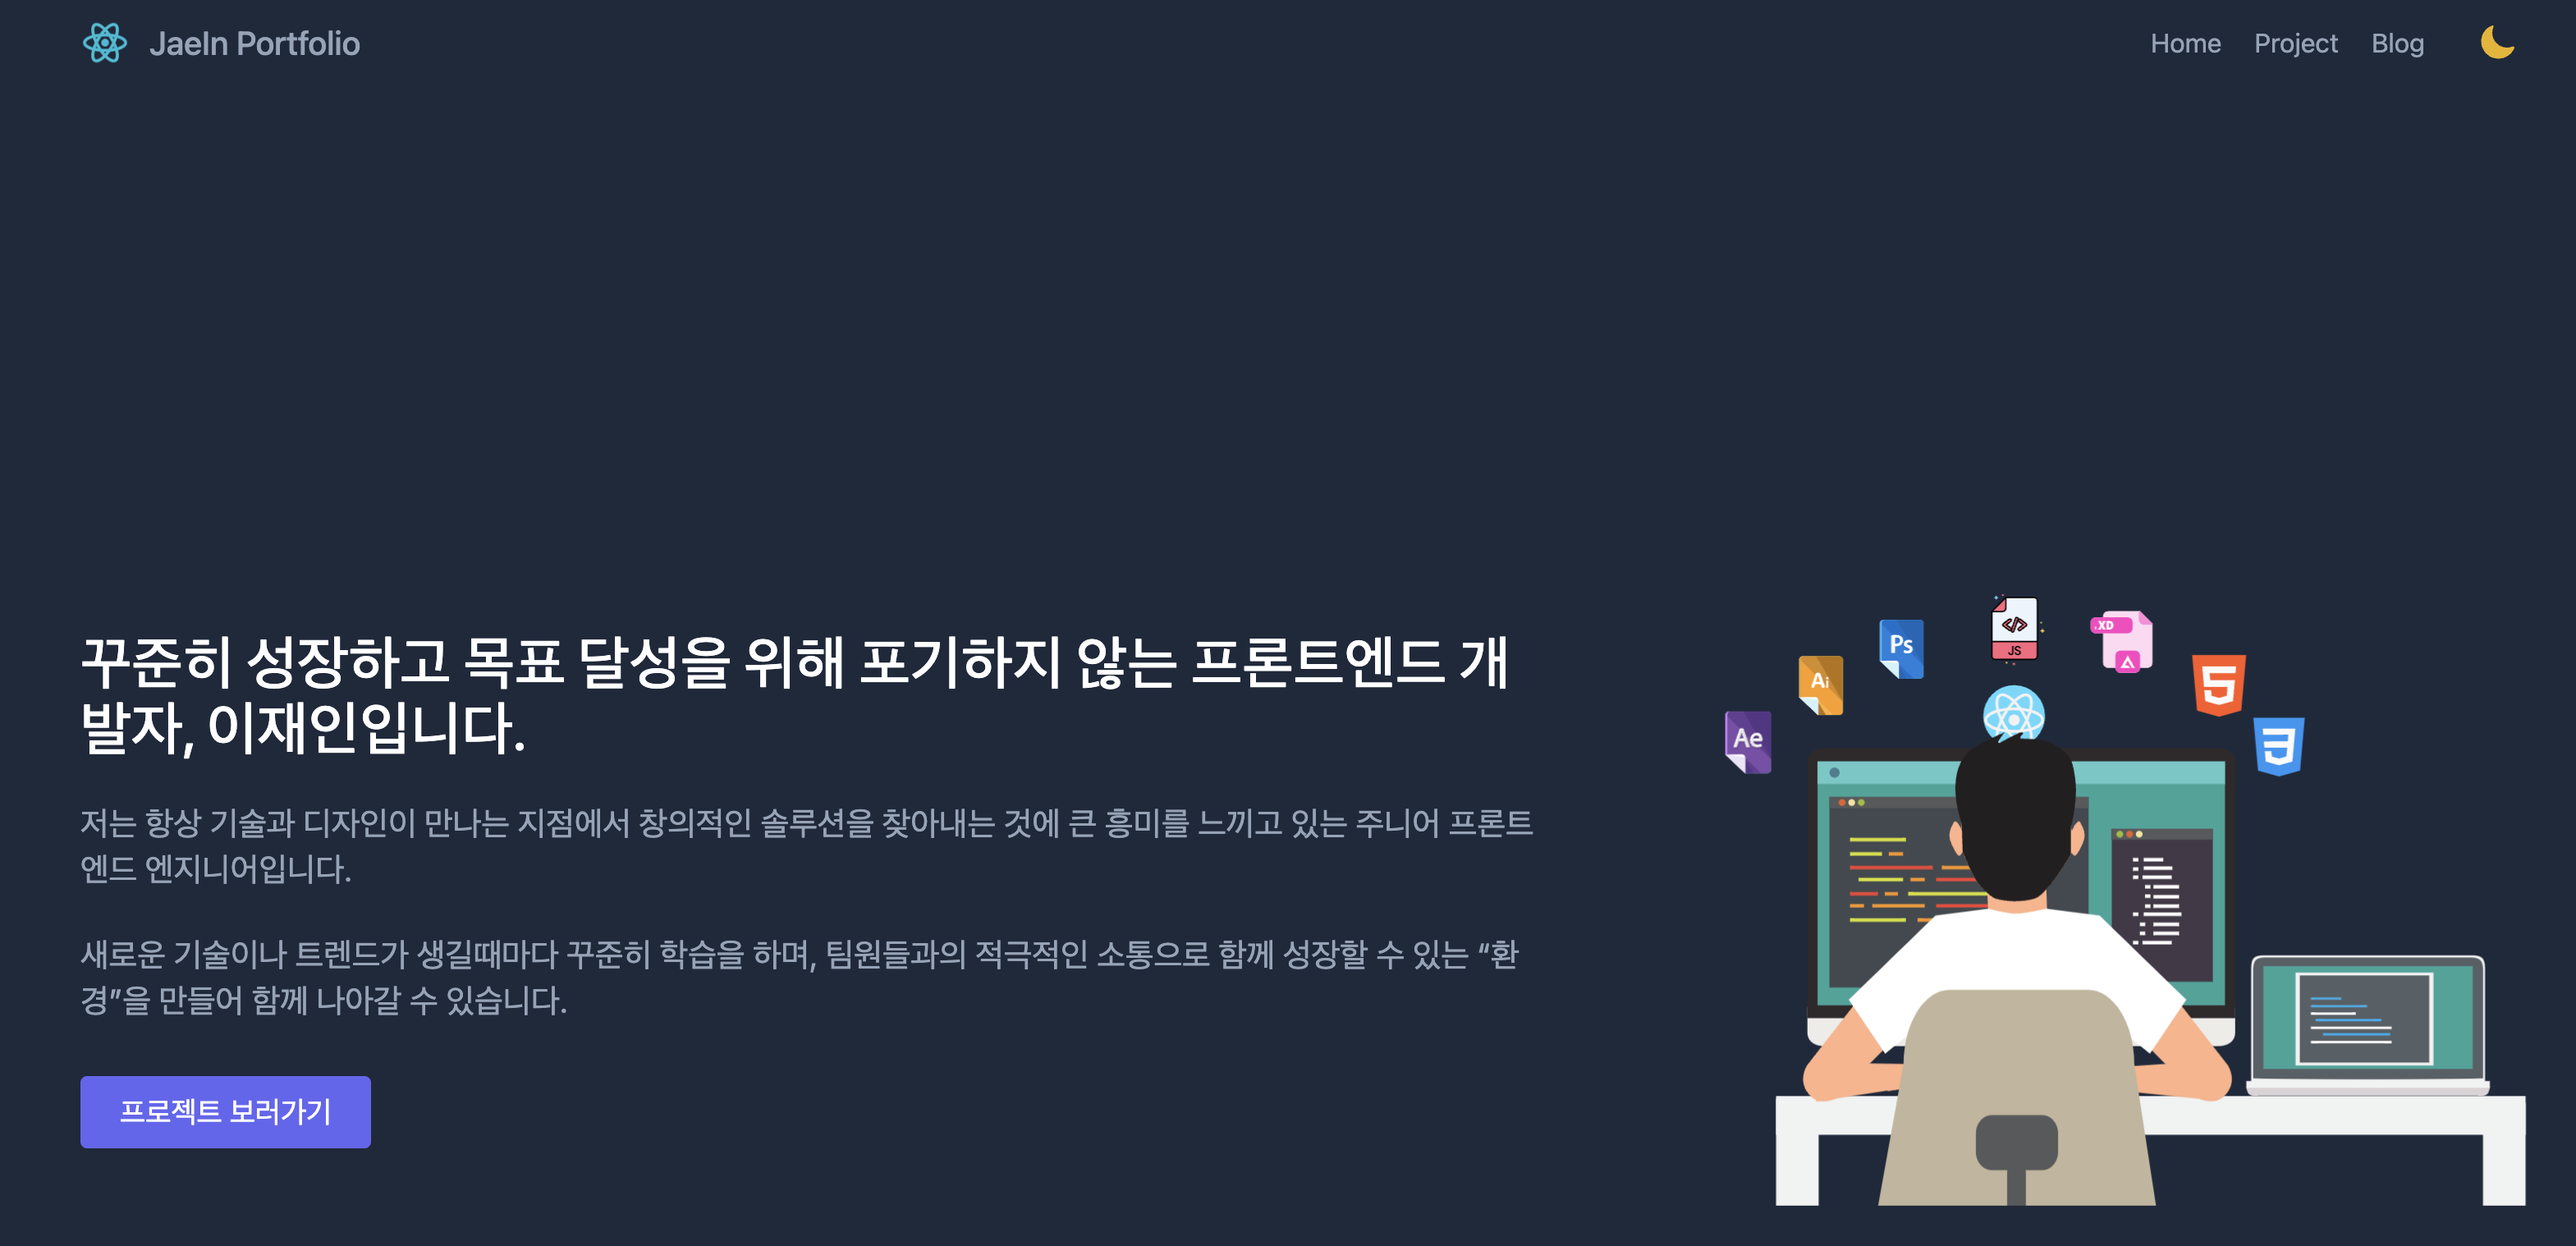 JaeIn Portfolio
Home
Project
Blog
꾸준히 성장하고 목표 달성을 위해 포기하지 않는 프론트엔드 개
발자, 이재인입니다.
저는 항상 기술과 디자인이 만나는 지점에서 창의적인 솔루션을 찾아내는 것에 큰 흥미를 느끼고 있는 주니어 프론트
엔드 엔지니어입니다.
새로운 기술이나 트렌드가 생길때마다 꾸준히 학습을 하며, 팀원들과의 적극적인 소통으로 함께 성장할 수 있는 “환
경”을 만들어 함께 나아갈 수 있습니다.
프로젝트 보러가기
Ae
Ai
Ps
JS
.XD